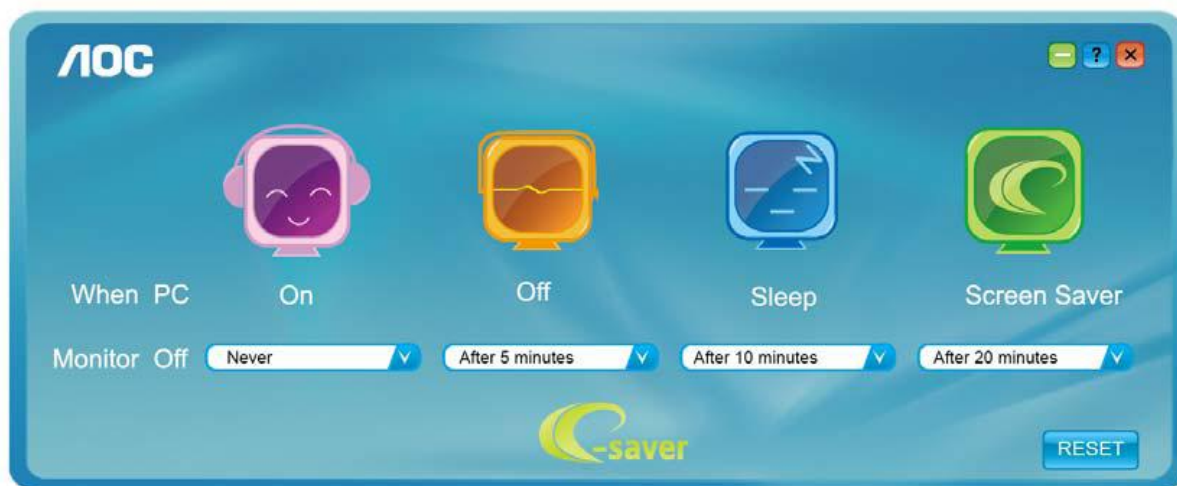 AOC
?
When PC On Off Sleep Screen Saver
Monitor Off Never After 5 minutes After 10 minutes After 20 minutes
e-saver
RESET